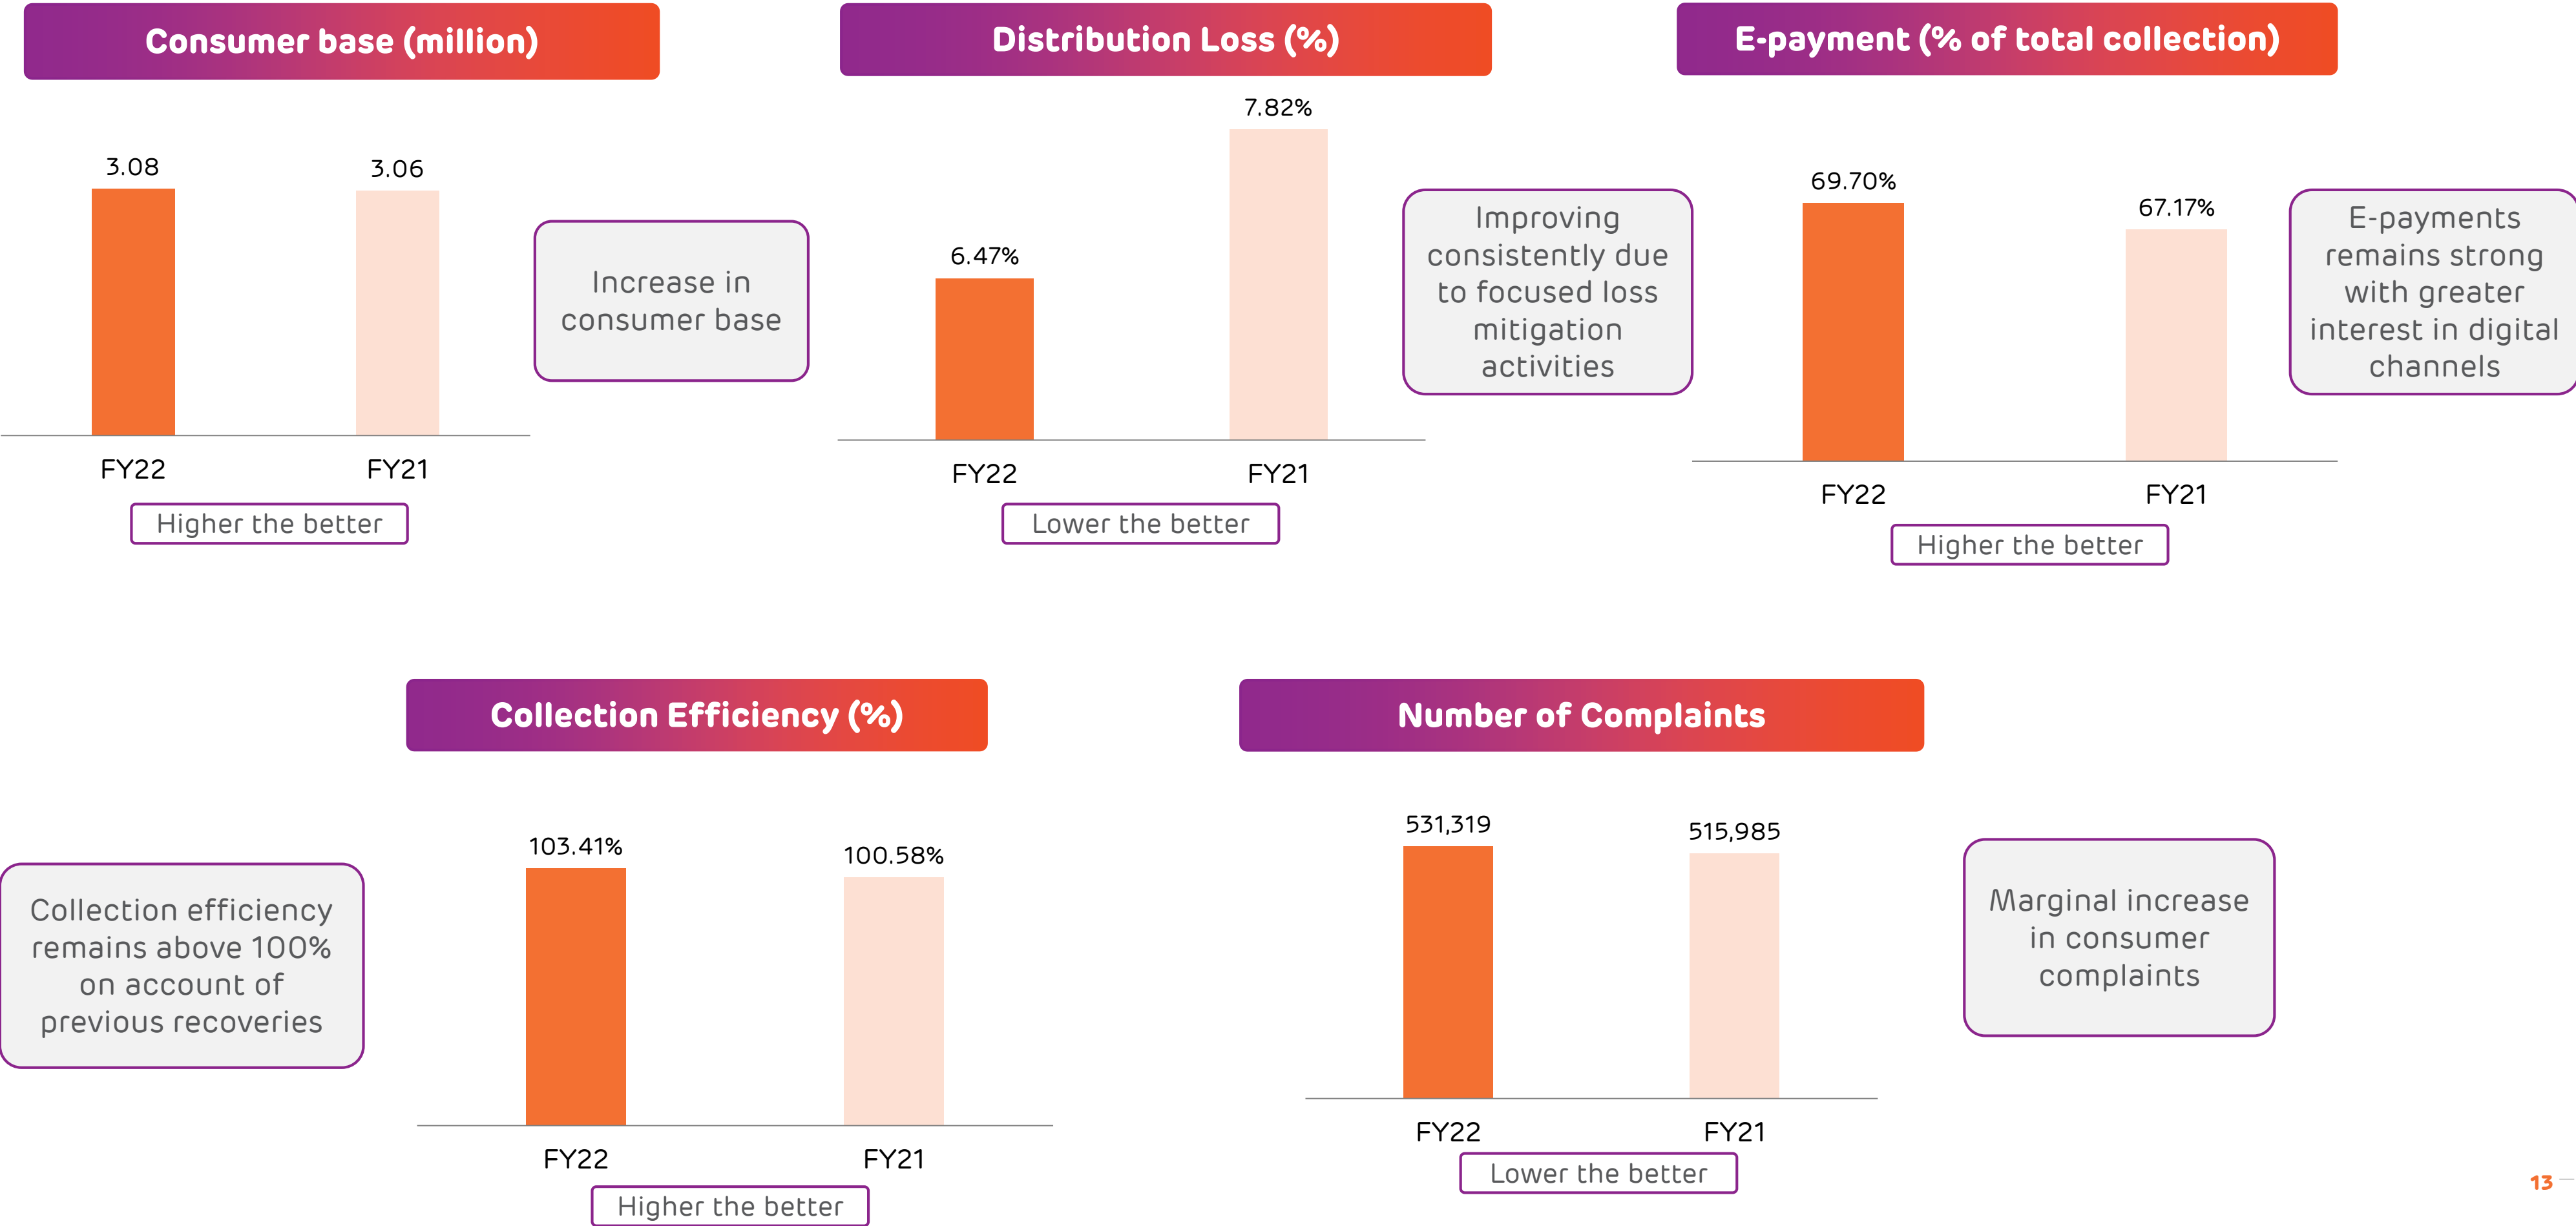 Consumer base (million)
3.08
3.06
FY22
FY21
Higher the better
Increase in
consumer base
Distribution Loss (%)
7.82%
6.47%
FY22
FY21
Lower the better
Improving
consistently due
to focused loss
mitigation
activities
E-payment (% of total collection)
69.70%
67.17%
FY22
FY21
Higher the better
E-payments
remains strong
with greater
interest in digital
channels
Collection Efficiency (%)
Collection efficiency
remains above 100%
on account of
previous recoveries
103.41%
100.58%
FY22
FY21
Higher the better
Number of Complaints
531,319
515,985
FY22
FY21
Lower the better
Marginal increase
in consumer
complaints
13